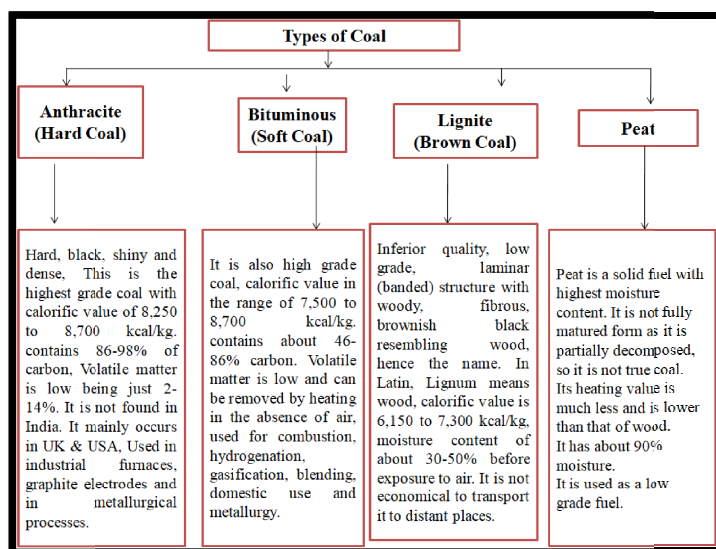 Types of Coal
Anthracite
(Hard Coal)
Bituminous
(Soft Coal)
Lignite
(Brown Coal)
Peat
Hard, black, shiny and
dense, This is the
highest grade coal with
calorific value of 8,250
to 8,700 kcal/kg.
contains 86-98% of
carbon, Volatile matter
is low being just 2-
14%. It is not found in
India. It mainly occurs
in UK & USA, Used in
industrial furnaces,
graphite electrodes and
in metallurgical
processes.
It is also high grade
coal, calorific value in
the range of 7,500 to
8,700 kcal/kg.
contains about 46-
86% carbon. Volatile
matter is low and can
be removed by heating
in the absence of air,
used for combustion,
hydrogenation,
gasification, blending,
domestic use and
metallurgy.
Inferior quality, low
grade, laminar
(banded) structure with
woody, fibrous,
brownish black
resembling wood,
hence the name. In
Latin, Lignum means
wood, calorific value is
6,150 to 7,300 kcal/kg,
moisture content of
about 30-50% before
exposure to air. It is not
economical to transport
it to distant places.
Peat is a solid fuel with
highest moisture
content. It is not fully
matured form as it is
partially decomposed,
so it is not true coal.
Its heating value is
much less and is lower
than that of wood.
It has about 90%
moisture.
It is used as a low
grade fuel.